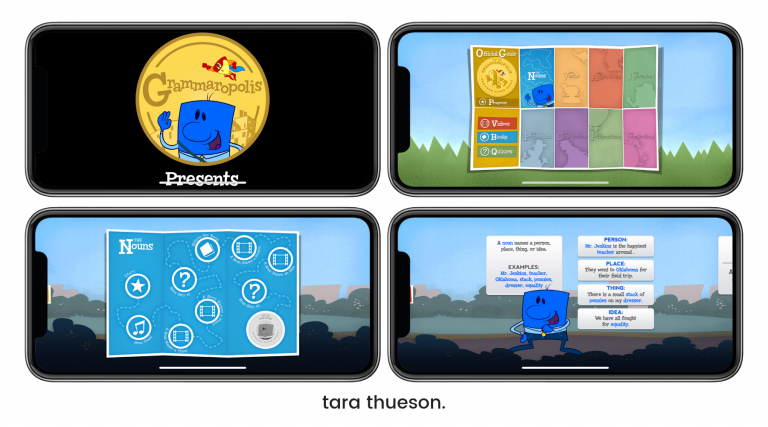 Grammaropolis
Presents
Official Guide
Progress
Videos
Books
Quizzes
Nouns
THE
Nouns
A noun names a person,
place, thing, or idea.
EXAMPLES:
Mr. Jenkins, teacher,
Oklahoma, stack, pennies,
dresser, equality
PERSON:
Mr. Jenkins is the happiest
teacher around.
PLACE:
They went to Oklahoma for
their field trip.
THING:
There is a small stack of
pennies on my dresser.
IDEA:
We have all fought
for equality.
tara thueson.